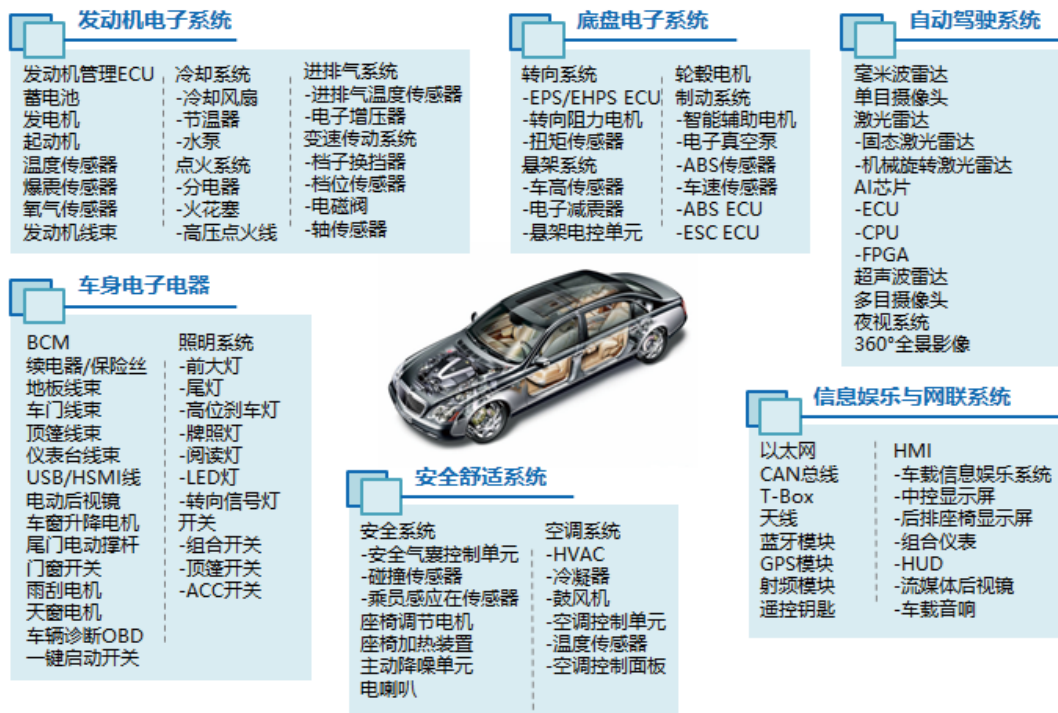 发动机电子系统
发动机管理ECU
蓄电池
发电机
起动机
温度传感器
爆震传感器
氧气传感器
发动机线束
冷却系统
-冷却风扇
-节温器
-水泵
点火系统
-分电器
-火花塞
-高压点火线
进排气系统
-进排气温度传感器
-电子增压器
变速传动系统
-档子换挡器
-档位传感器
-电磁阀
-轴传感器
底盘电子系统
转向系统
-EPS/EHPS ECU
-转向阻力电机
-扭矩传感器
悬架系统
-车高传感器
-电子减震器
-悬架电控单元
轮毂电机
制动系统
-智能辅助电机
-电子真空泵
-ABS传感器
-车速传感器
-ABS ECU
-ESC ECU
自动驾驶系统
毫米波雷达
单目摄像头
激光雷达
-固态激光雷达
-机械旋转激光雷达
AI芯片
-ECU
-CPU
-FPGA
超声波雷达
多目摄像头
夜视系统
360°全景影像
车身电子电器
BCM
续电器/保险丝
地板线束
车门线束
顶篷线束
仪表台线束
USB/HSMI线
电动后视镜
车窗升降电机
尾门电动撑杆
门窗开关
雨刮电机
天窗电机
车辆诊断OBD
一键启动开关
照明系统
-前大灯
-尾灯
-高位刹车灯
-牌照灯
-阅读灯
-LED灯
-转向信号灯
开关
-组合开关
-顶篷开关
-ACC开关
安全舒适系统
安全系统
-安全气囊控制单元
-碰撞传感器
-乘员感应在传感器
座椅调节电机
座椅加热装置
主动降噪单元
电喇叭
空调系统
-HVAC
-冷凝器
-鼓风机
-空调控制单元
-温度传感器
-空调控制面板
信息娱乐与网联系统
以太网
CAN总线
T-Box
天线
蓝牙模块
GPS模块
射频模块
遥控钥匙
HMI
-车载信息娱乐系统
-中控显示屏
-后排座椅显示屏
-组合仪表
-HUD
-流媒体后视镜
-车载音响